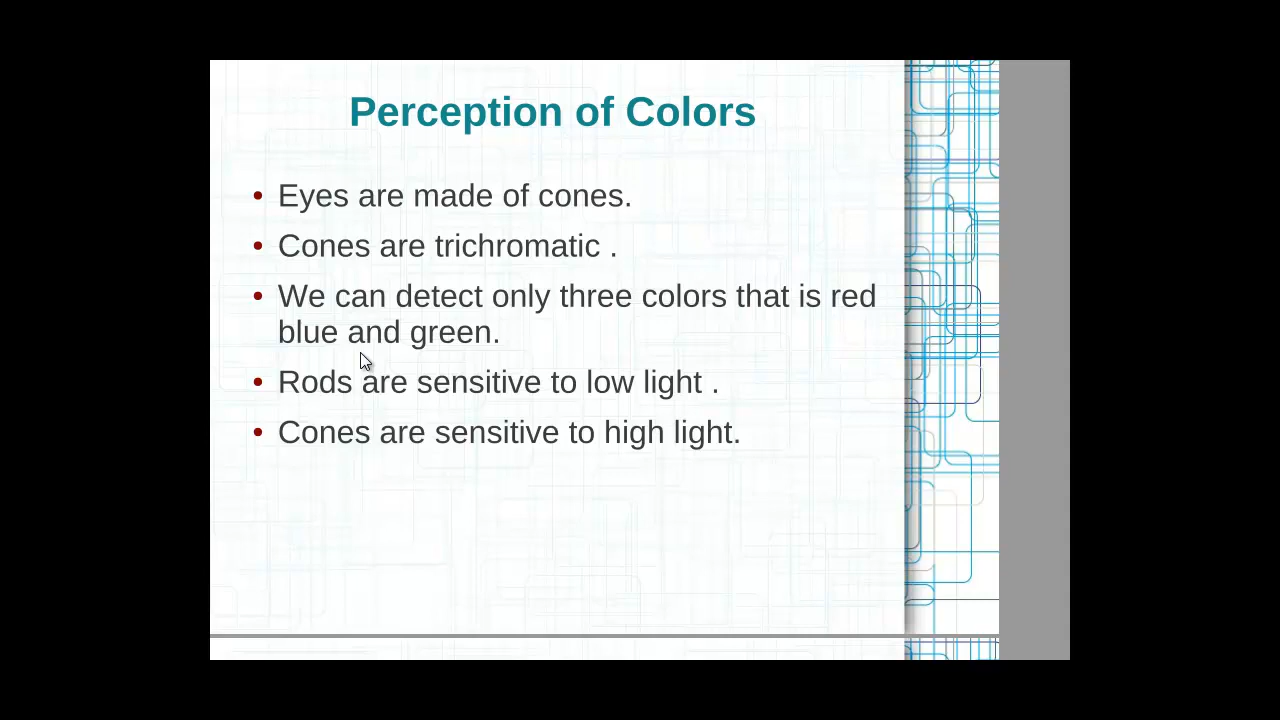 Perception of Colors
• Eyes are made of cones.
• Cones are trichromatic .
• We can detect only three colors that is red
blue and green.
• Rods are sensitive to low light .
• Cones are sensitive to high light.